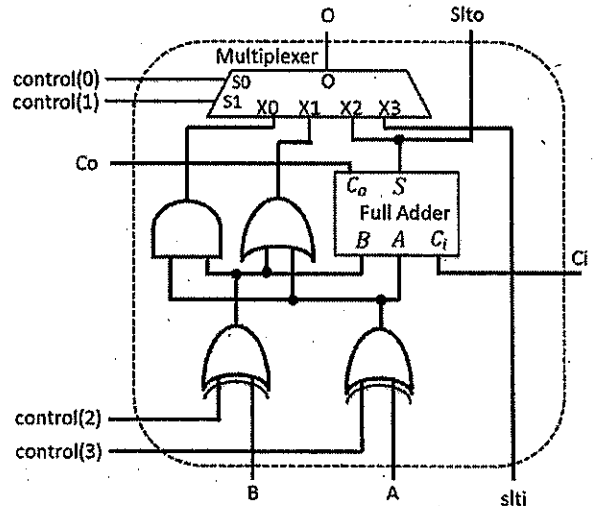 O Slto
Multiplexer
control(0) S0 O
control(1) S1 X0 X1 X2 X3
Co
Co S
Full Adder
B A Ci
Ci
control(2)
control(3)
B A slti